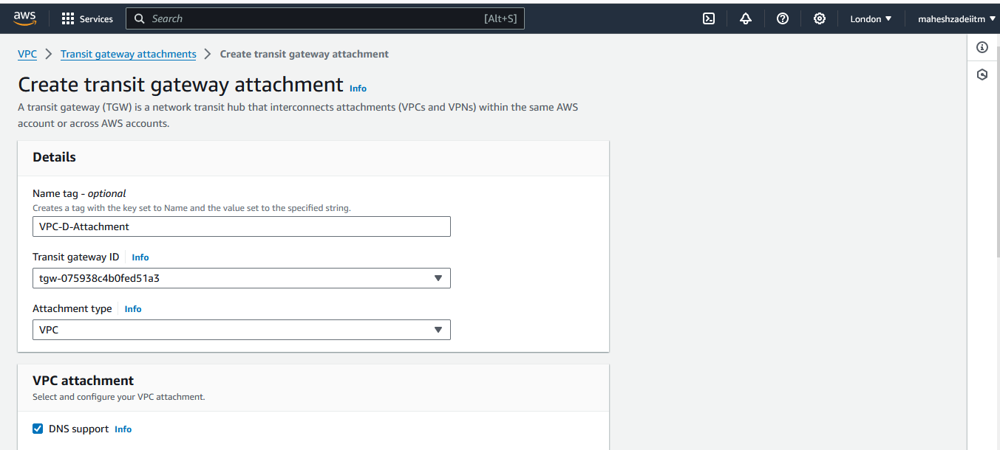 aws
Services
Search
[Alt+S]
London
maheshzadeiitm
VPC
Transit gateway attachments
Create transit gateway attachment
Create transit gateway attachment Info
A transit gateway (TGW) is a network transit hub that interconnects attachments (VPCs and VPNs) within the same AWS
account or across AWS accounts.
Details
Name tag - optional
Creates a tag with the key set to Name and the value set to the specified string.
VPC-D-Attachment
Transit gateway ID Info
tgw-075938c4b0fed51a3
Attachment type Info
VPC
VPC attachment
Select and configure your VPC attachment.
DNS support Info